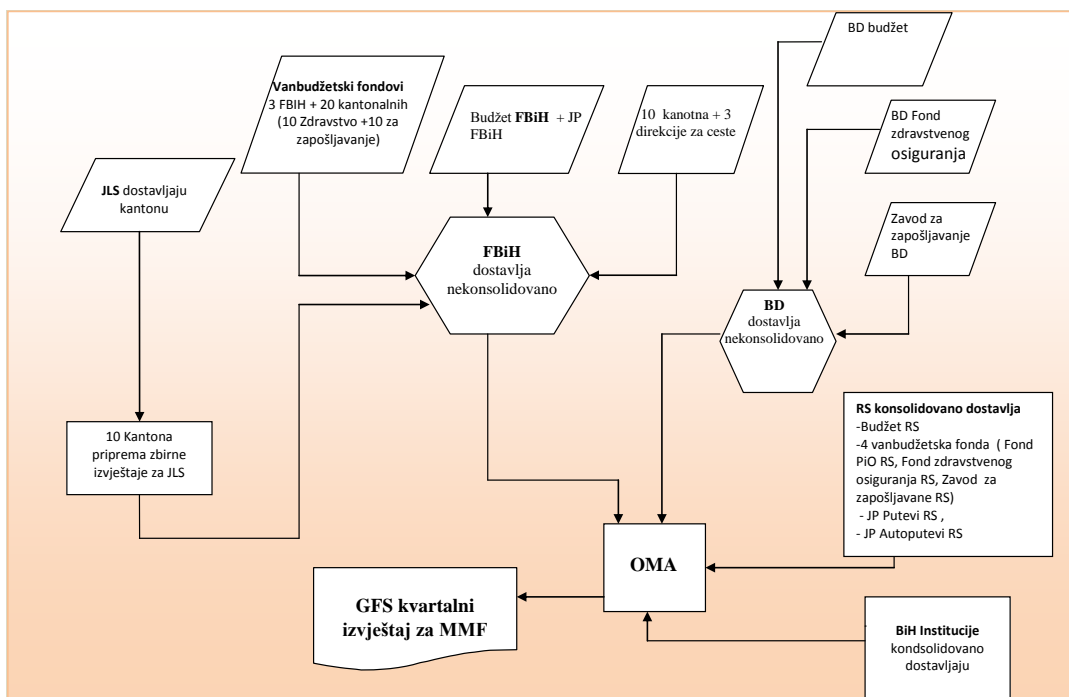 BD budžet
Vanbudžetski fondovi
3 FBIH + 20 kantonalnih
(10 Zdravstvo +10 za
zapošljavanje)
Budžet FBiH + JP
FBiH
10 kanotna + 3
direkcije za ceste
BD Fond
zdravstvenog
osiguranja
JLS dostavljaju
kantonu
Zavod za
zapošljavanje
BD
FBiH
dostavlja
nekonsolidovano
BD
dostavlja
nekonsolidovano
10 Kantona
priprema zbirne
izvještaje za JLS
RS konsolidovano dostavlja
-Budžet RS
-4 vanbudžetska fonda ( Fond
PiO RS, Fond zdravstvenog
osiguranja RS, Zavod za
zapošljavane RS)
- JP Putevi RS ,
- JP Autoputevi RS
OMA
GFS kvartalni
izvještaj za MMF
BiH Institucije
kondsolidovano
dostavljaju